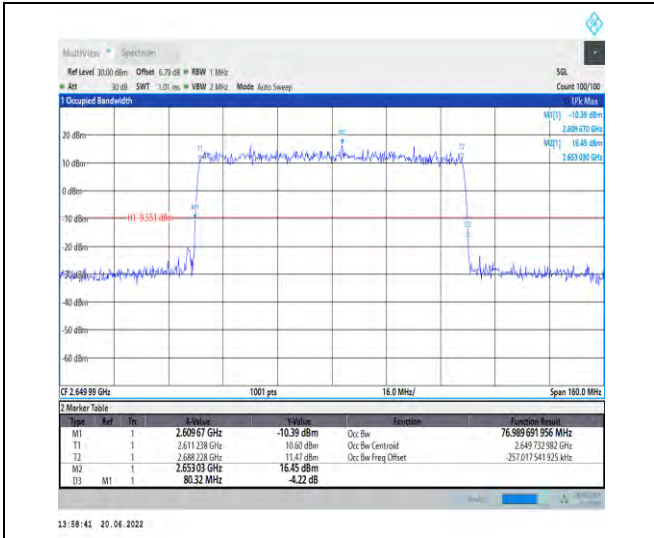 MultiView Spectrum
Ref Level 30.00 dBm Offset 6.79 dB RBW 1 MHz SGL
Att 30 dB SWT 1.01 ms VBW 2 MHz Mode Auto Sweep Count 100/100
1 Occupied Bandwidth 1Pk Max
M1[1] -10.39 dBm
2.609 670 GHz
M2[1] 16.45 dBm
2.653 030 GHz
20 dBm
M2
T1 T2
10 dBm
0 dBm
M1
-10 dBm H1 -9.551 dBm
D3
-20 dBm
-30 dBm
-40 dBm
-50 dBm
-60 dBm
CF 2.649 99 GHz 1001 pts 16.0 MHz/ Span 160.0 MHz
2 Marker Table
Type Ref Trc X-Value Y-Value Function Function Result
M1 1 2.609 67 GHz -10.39 dBm Occ Bw 76.989 691 956 MHz
T1 1 2.611 238 GHz 10.60 dBm Occ Bw Centroid 2.649 732 982 GHz
T2 1 2.688 228 GHz 11.47 dBm Occ Bw Freq Offset -257.017 541 925 kHz
M2 1 2.653 03 GHz 16.45 dBm
D3 M1 1 80.32 MHz -4.22 dB
13:58:41 20.06.2022